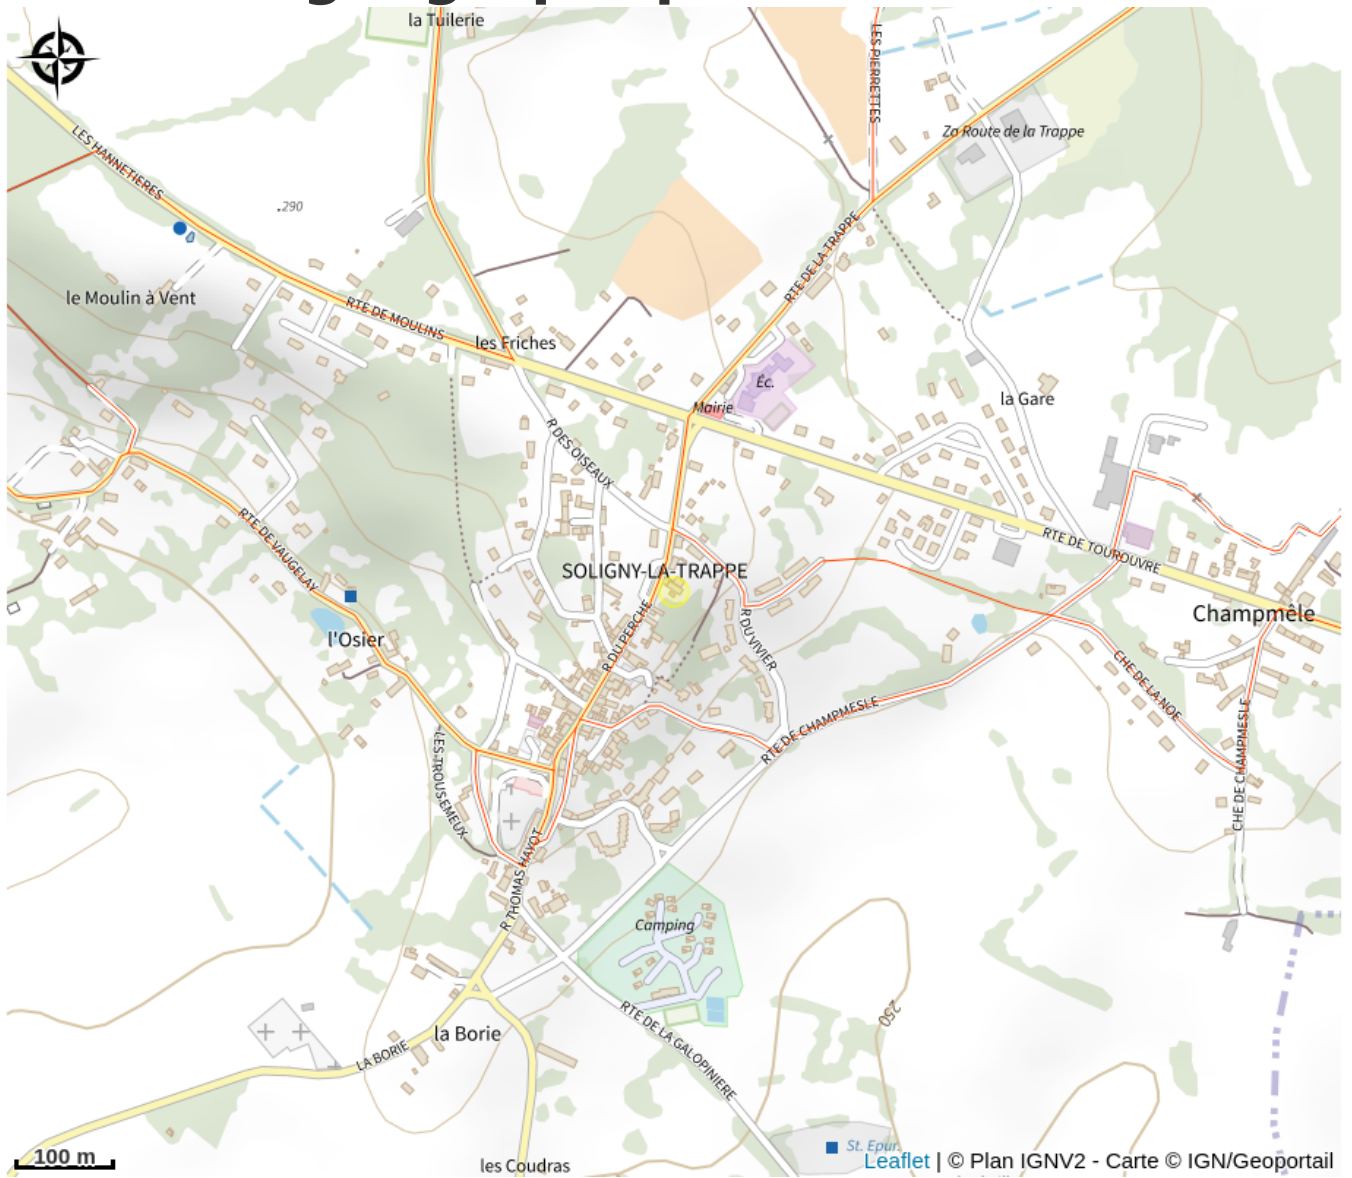 la Tuilerie
LES PIERRETTES
Za Route de la Trappe
LES HANNETIERES
.290
RTE DE LA TRAPPE
le Moulin à Vent
RTE DE MOULINS
les Friches
Éc.
Mairie
la Gare
R DES OISEAUX
RTE DE VAUGELAY
RTE DE TOUROUVRE
SOLIGNY-LA-TRAPPE
Champmêle
l'Osier
R DU PERCHE
R DU VIVIER
CHE DE LA NOE
RTE DE CHAMPMESLE
CHE DE CHAMPMESLE
LES TROUSEMEUX
R THOMAS HAYOT
Camping
250
RTE DE LA GALOPINIERE
la Borie
LA BORIE
St. Epur.
100 m
les Coudras
Leaflet | © Plan IGNV2 - Carte © IGN/Geoportail